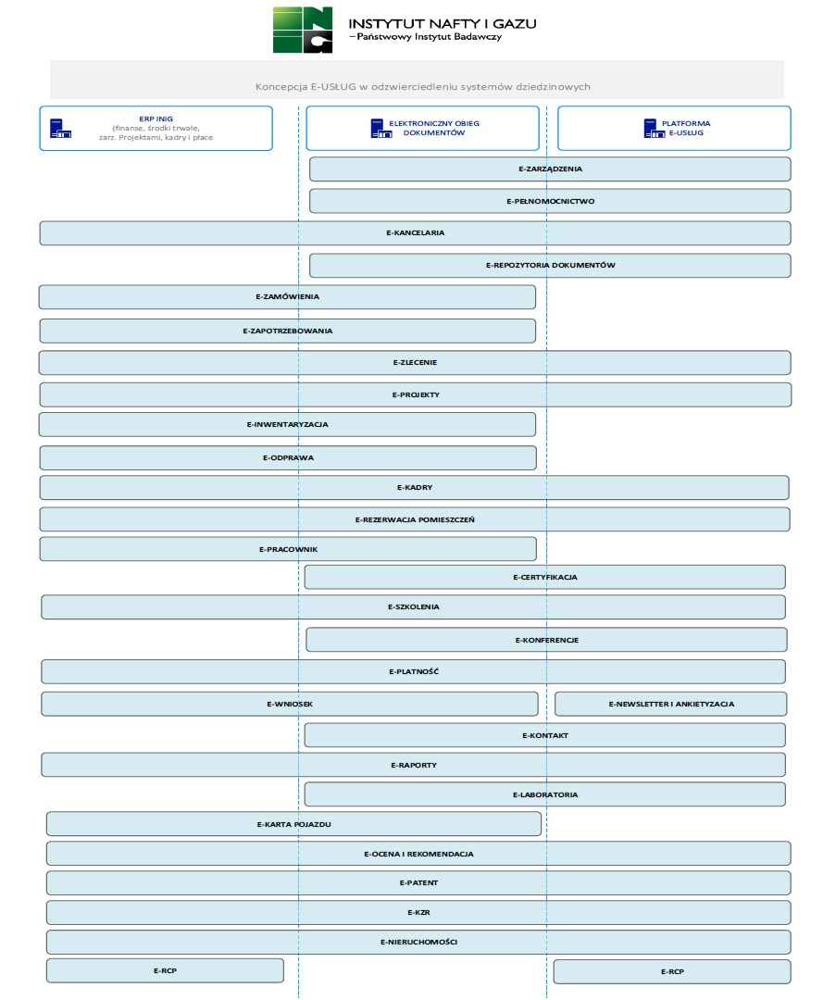 INSTYTUT NAFTY I GAZU
– Państwowy Instytut Badawczy
Koncepcja E-USŁUG w odzwierciedleniu systemów dziedzinowych
ERP INiG
(finanse, środki trwałe,
zarz. Projektami, kadry i płace
ELEKTRONICZNY OBIEG
DOKUMENTÓW
PLATFORMA
E-USŁUG
E-ZARZĄDZENIA
E-PEŁNOMOCNICTWO
E-KANCELARIA
E-REPOZYTORIA DOKUMENTÓW
E-ZAMÓWIENIA
E-ZAPOTRZEBOWANIA
E-ZLECENIE
E-PROJEKTY
E-INWENTARYZACJA
E-ODPRAWA
E-KADRY
E-REZERWACJA POMIESZCZEŃ
E-PRACOWNIK
E-CERTYFIKACJA
E-SZKOLENIA
E-KONFERENCJE
E-PLATNOŚĆ
E-WNIOSEK
E-NEWSLETTER I ANKIETYZACJA
E-KONTAKT
E-RAPORTY
E-LABORATORIA
E-KARTA POJAZDU
E-OCENA I REKOMENDACJA
E-PATENT
E-KZR
E-NIERUCHOMOŚCI
E-RCP
E-RCP